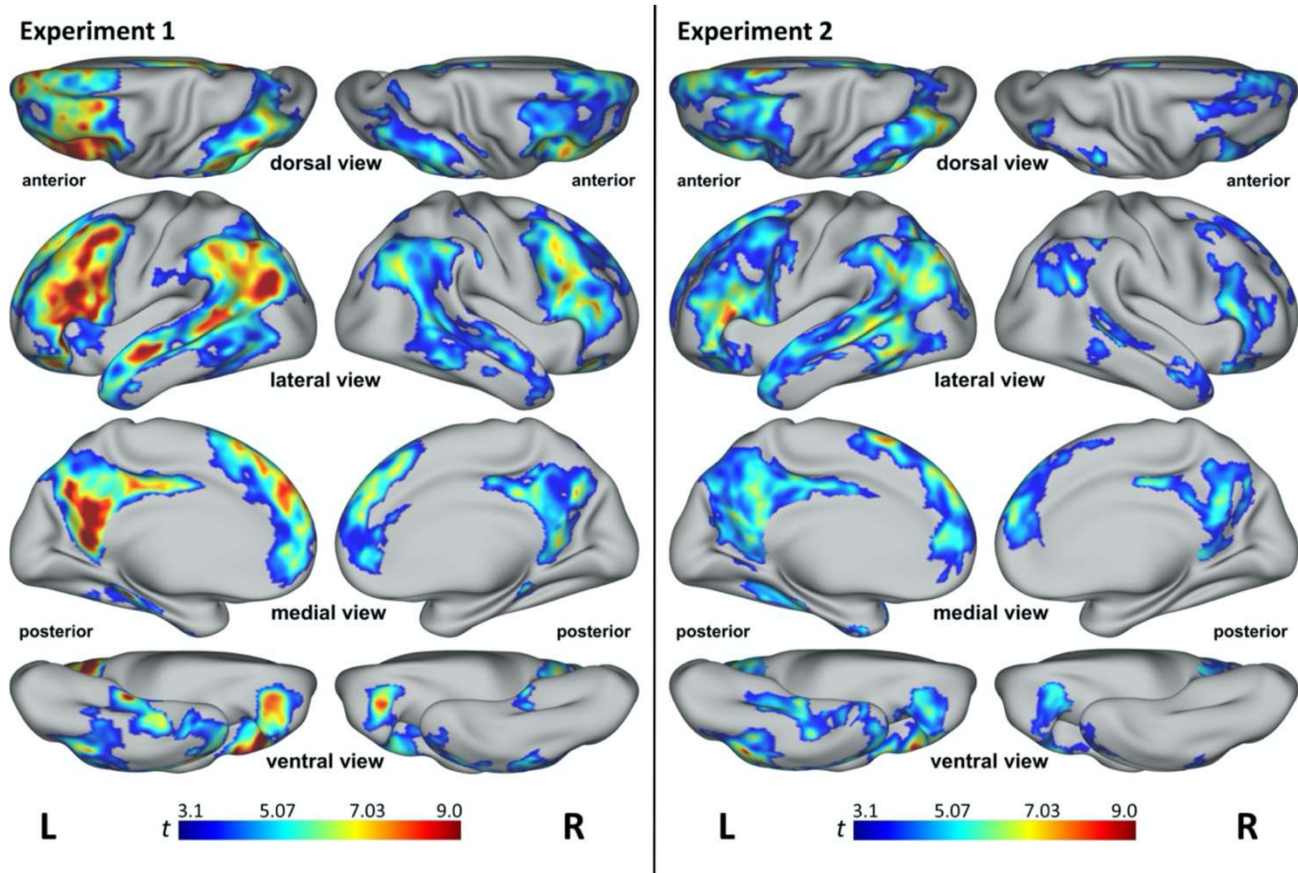 Experiment 1
Experiment 2
dorsal view
anterior
anterior
dorsal view
anterior
anterior
lateral view
lateral view
medial view
posterior
posterior
medial view
posterior
posterior
ventral view
ventral view
L
t 3.1 5.07 7.03 9.0
R
L
t 3.1 5.07 7.03 9.0
R